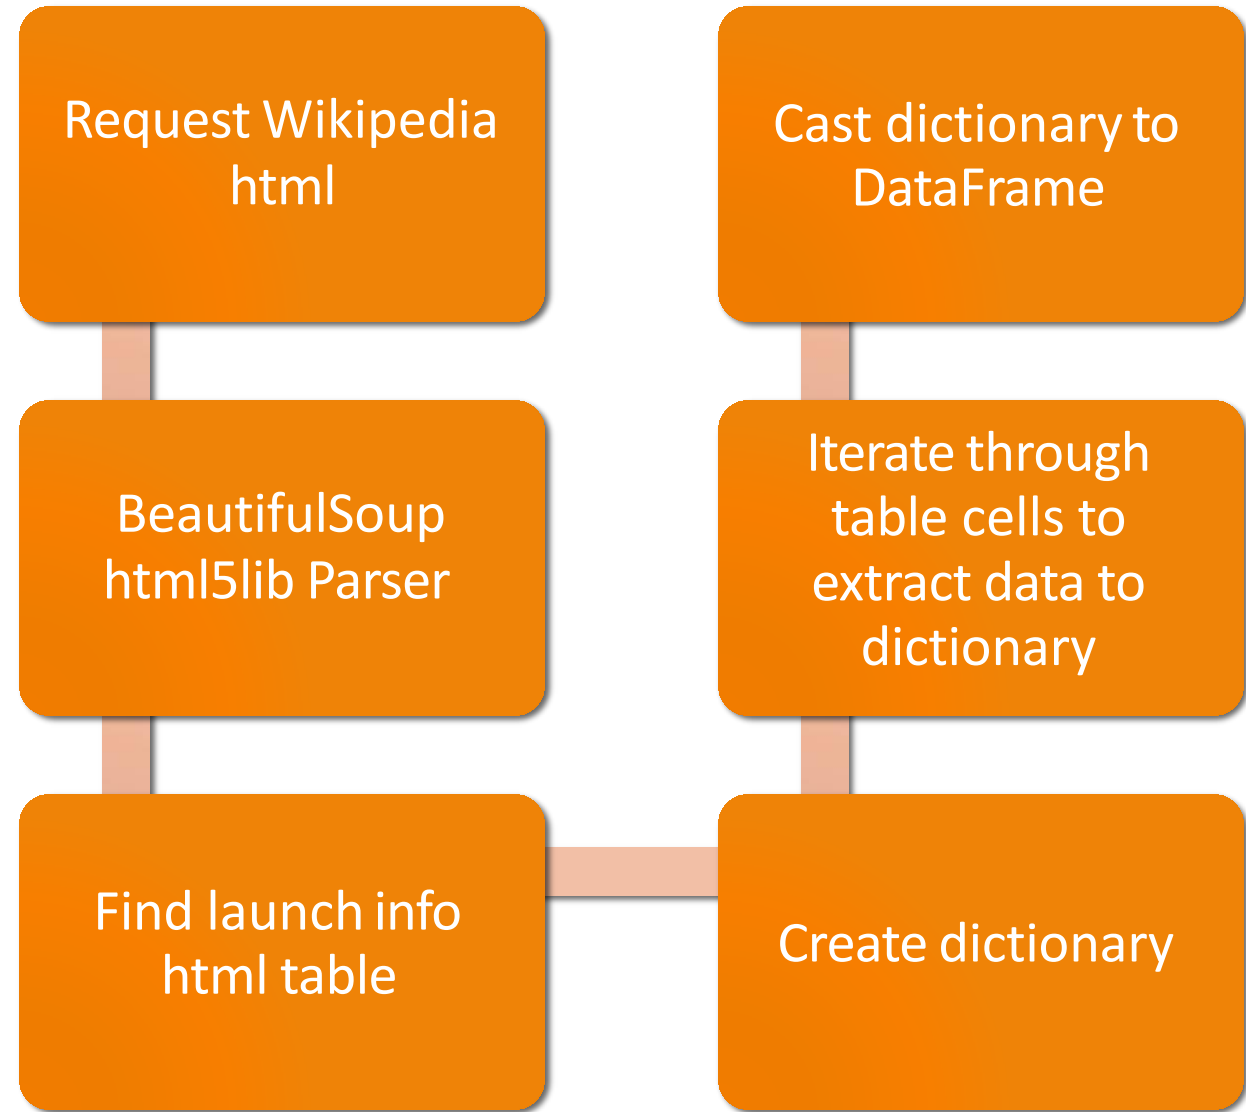 Request Wikipedia
html
BeautifulSoup
html5lib Parser
Find launch info
html table
Create dictionary
Iterate through
table cells to
extract data to
dictionary
Cast dictionary to
DataFrame